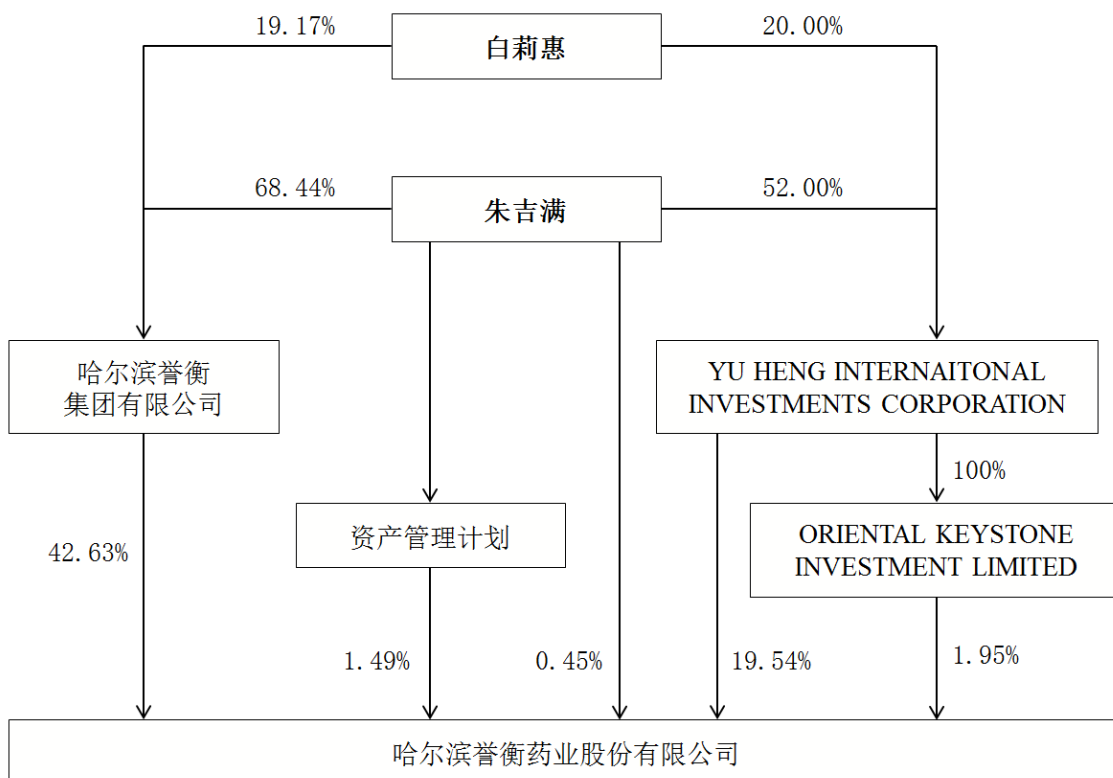 19.17%
白莉惠
20.00%
68.44%
朱吉满
52.00%
哈尔滨誉衡
集团有限公司
YU HENG INTERNAITONAL
INVESTMENTS CORPORATION
100%
42.63%
资产管理计划
ORIENTAL KEYSTONE
INVESTMENT LIMITED
1.49%
0.45%
19.54%
1.95%
哈尔滨誉衡药业股份有限公司